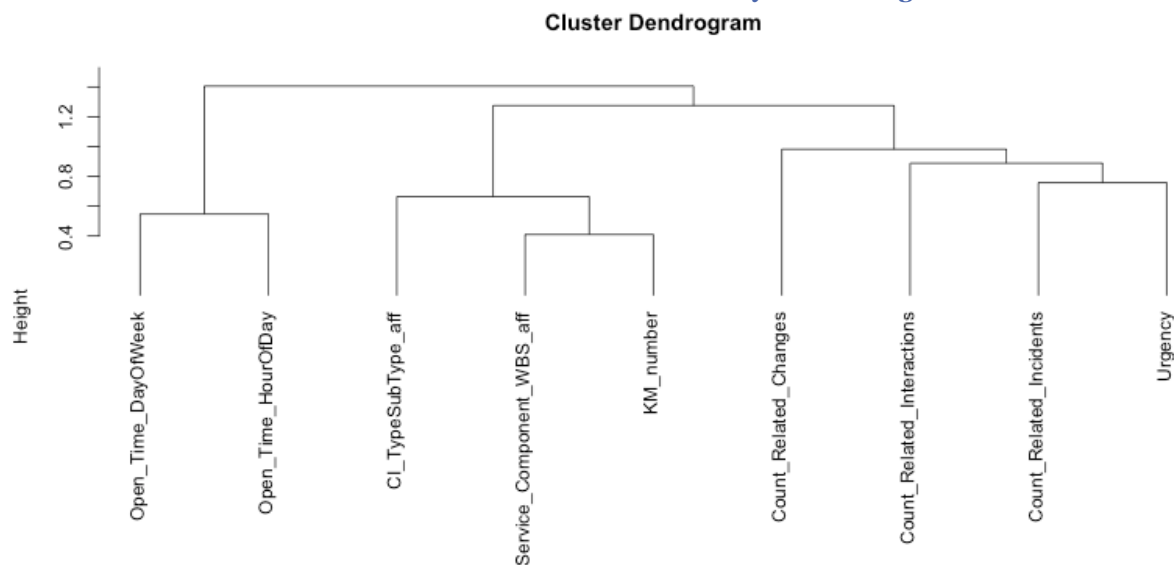 Cluster Dendrogram
Height
0.4
0.8
1.2
Open_Time_DayOfWeek
Open_Time_HourOfDay
CI_TypeSubType_aff
Service_Component_WBS_aff
KM_number
Count_Related_Changes
Count_Related_Interactions
Count_Related_Incidents
Urgency